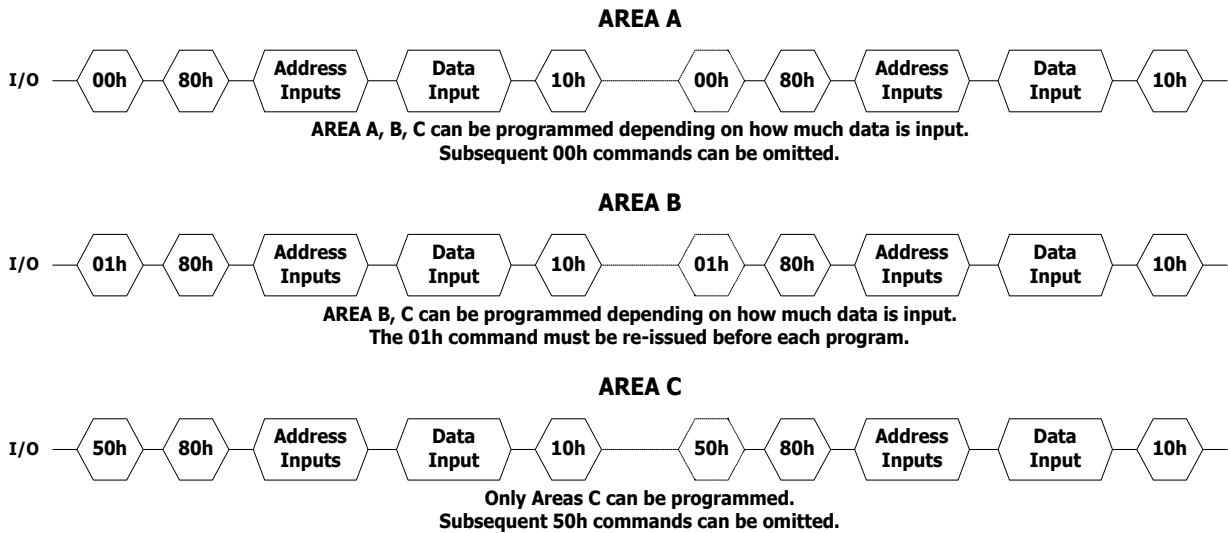 AREA A
I/O 00h 80h Address Inputs Data Input 10h 00h 80h Address Inputs Data Input 10h
AREA A, B, C can be programmed depending on how much data is input.
Subsequent 00h commands can be omitted.
AREA B
I/O 01h 80h Address Inputs Data Input 10h 01h 80h Address Inputs Data Input 10h
AREA B, C can be programmed depending on how much data is input.
The 01h command must be re-issued before each program.
AREA C
I/O 50h 80h Address Inputs Data Input 10h 50h 80h Address Inputs Data Input 10h
Only Areas C can be programmed.
Subsequent 50h commands can be omitted.